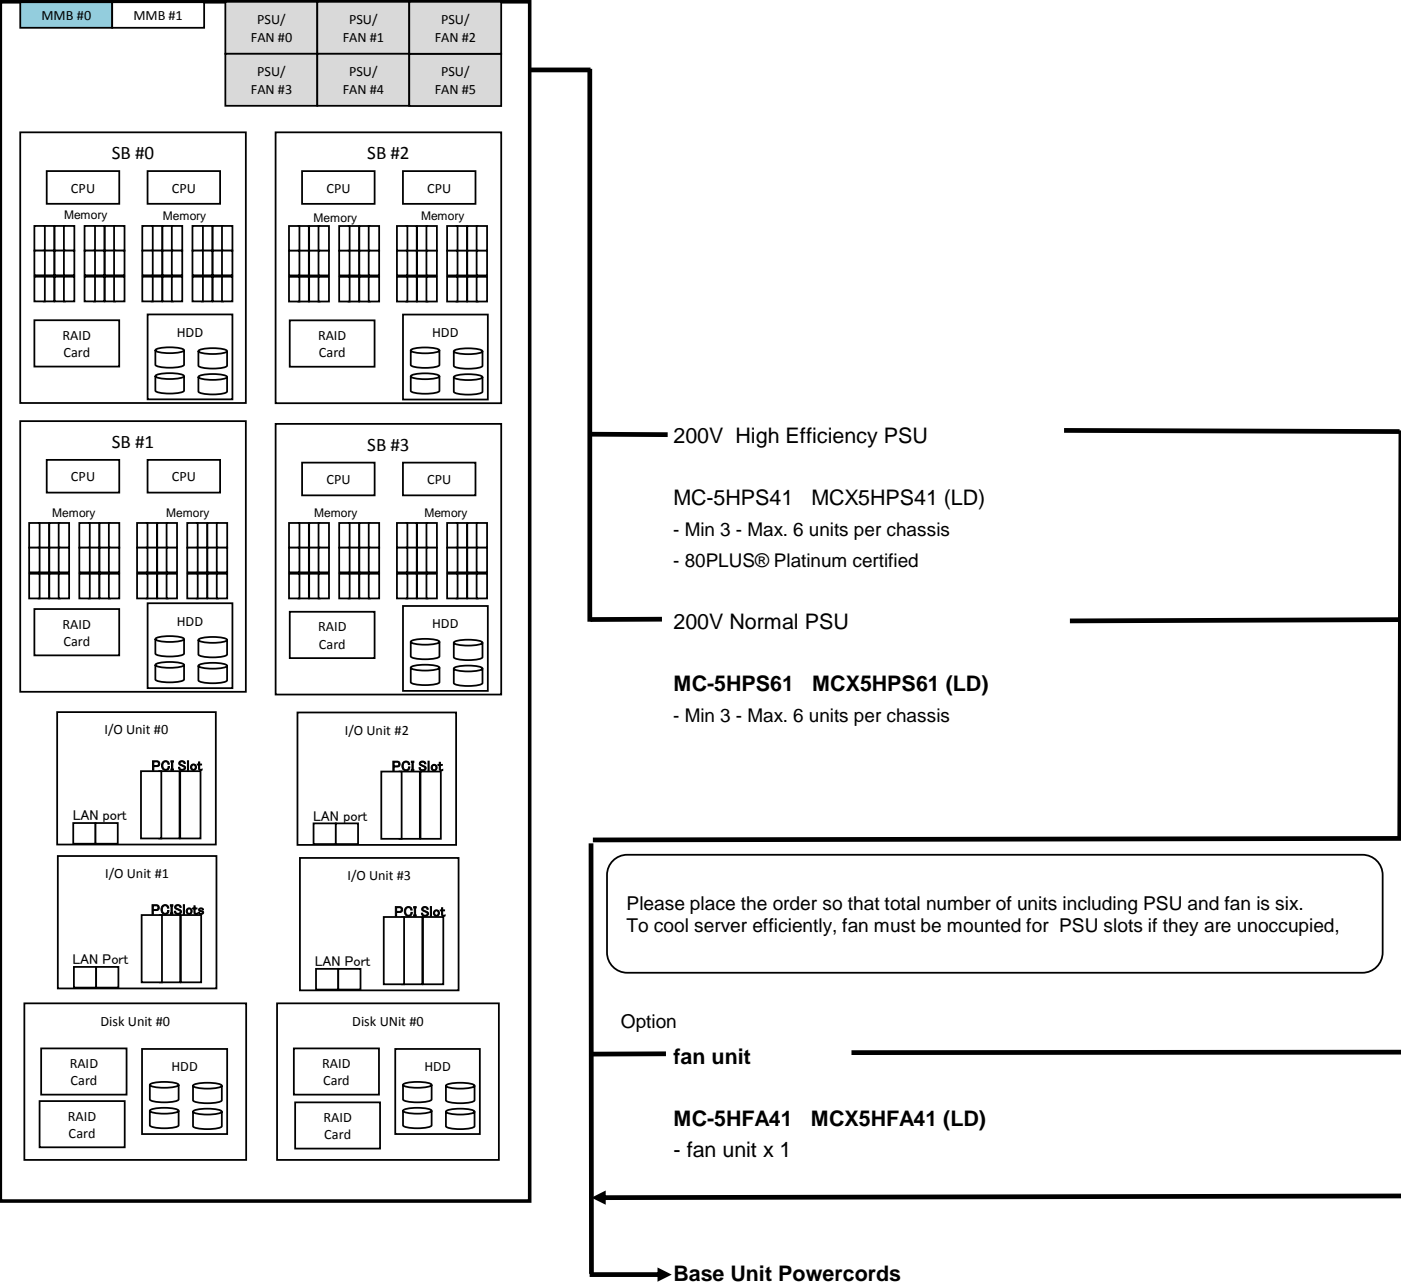 MMB #0
MMB #1
PSU/
FAN #0
PSU/
FAN #1
PSU/
FAN #2
PSU/
FAN #3
PSU/
FAN #4
PSU/
FAN #5
SB #0
CPU
CPU
Memory
Memory
RAID
Card
HDD
SB #2
CPU
CPU
Memory
Memory
RAID
Card
HDD
SB #1
CPU
CPU
Memory
Memory
RAID
Card
HDD
SB #3
CPU
CPU
Memory
Memory
RAID
Card
HDD
I/O Unit #0
PCI Slot
LAN port
I/O Unit #2
PCI Slot
LAN port
I/O Unit #1
PCISlots
LAN Port
I/O Unit #3
PCI Slot
LAN Port
Disk Unit #0
RAID
Card
HDD
RAID
Card
Disk UNit #0
RAID
Card
HDD
RAID
Card
200V High Efficiency PSU
MC-5HPS41 MCX5HPS41 (LD)
- Min 3 - Max. 6 units per chassis
- 80PLUS® Platinum certified
200V Normal PSU
MC-5HPS61 MCX5HPS61 (LD)
- Min 3 - Max. 6 units per chassis
Please place the order so that total number of units including PSU and fan is six.
To cool server efficiently, fan must be mounted for PSU slots if they are unoccupied,
Option
fan unit
MC-5HFA41 MCX5HFA41 (LD)
- fan unit x 1
Base Unit Powercords